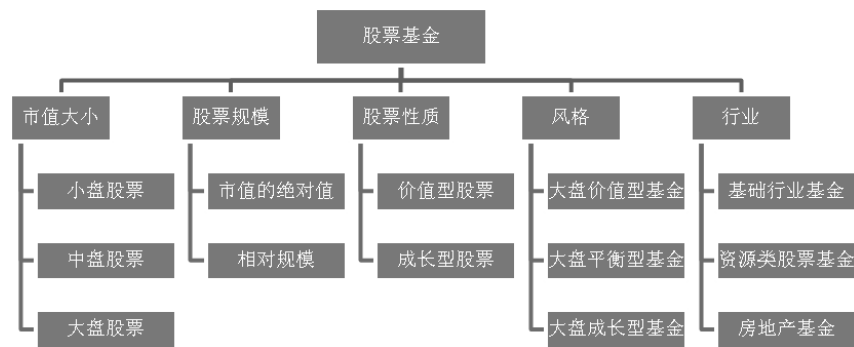 股票基金
市值大小
股票规模
股票性质
风格
行业
小盘股票
市值的绝对值
价值型股票
大盘价值型基金
基础行业基金
中盘股票
相对规模
成长型股票
大盘平衡型基金
资源类股票基金
大盘股票
大盘成长型基金
房地产基金